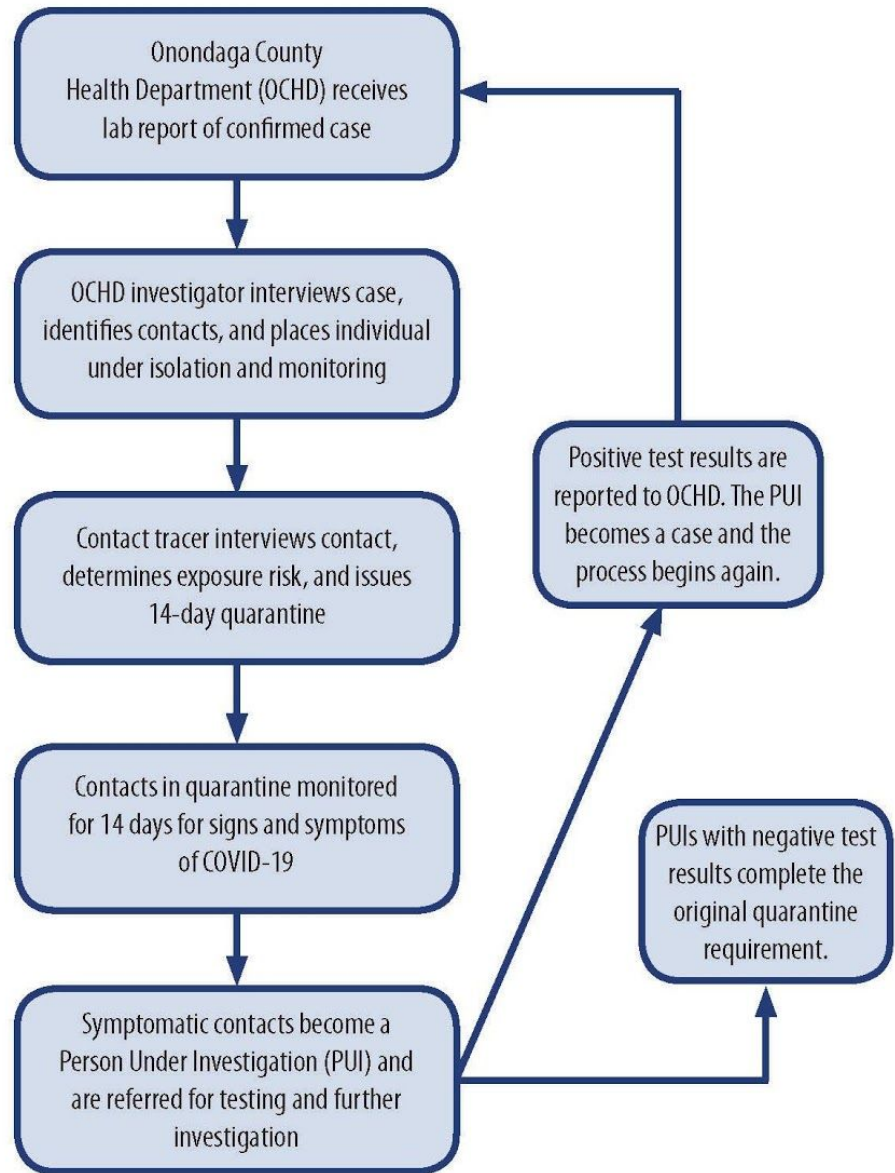 Onondaga County
Health Department (OCHD) receives
lab report of confirmed case
OCHD investigator interviews case,
identifies contacts, and places individual
under isolation and monitoring
Contact tracer interviews contact,
determines exposure risk, and issues
14-day quarantine
Contacts in quarantine monitored
for 14 days for signs and symptoms
of COVID-19
Symptomatic contacts become a
Person Under Investigation (PUI) and
are referred for testing and further
investigation
Positive test results are
reported to OCHD. The PUI
becomes a case and the
process begins again.
PUIs with negative test
results complete the
original quarantine
requirement.